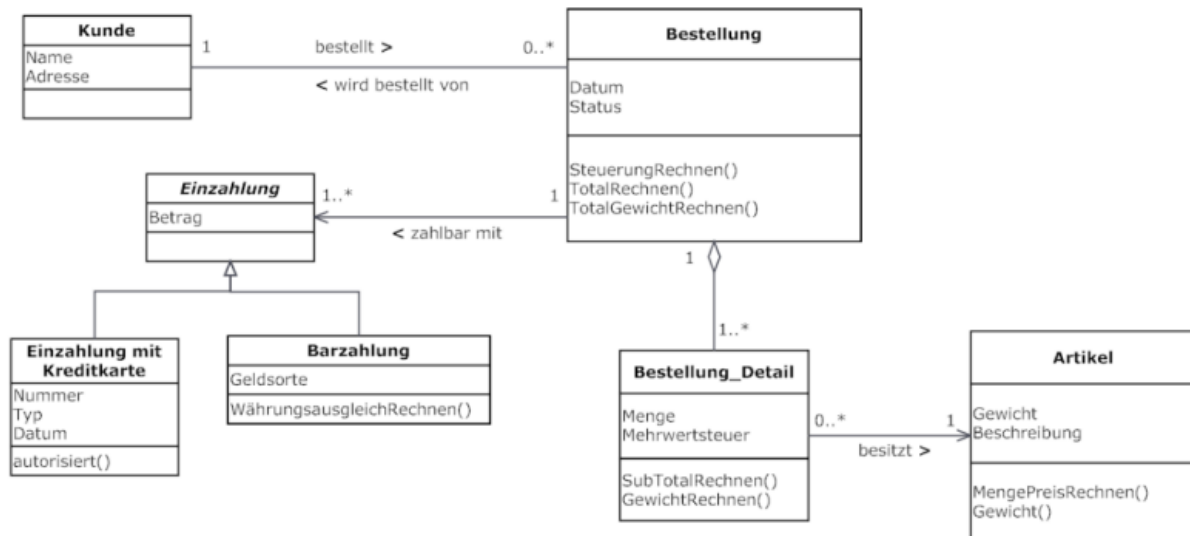 Kunde
Name
Adresse
1
bestellt >
0..*
< wird bestellt von
Bestellung
Datum
Status
SteuerungRechnen()
TotalRechnen()
TotalGewichtRechnen()
Einzahlung
Betrag
1..*
1
< zahlbar mit
1
1..*
Einzahlung mit
Kreditkarte
Nummer
Typ
Datum
autorisiert()
Barzahlung
Geldsorte
WährungsausgleichRechnen()
Bestellung_Detail
Menge
Mehrwertsteuer
SubTotalRechnen()
GewichtRechnen()
0..*
1
besitzt >
Artikel
Gewicht
Beschreibung
MengePreisRechnen()
Gewicht()